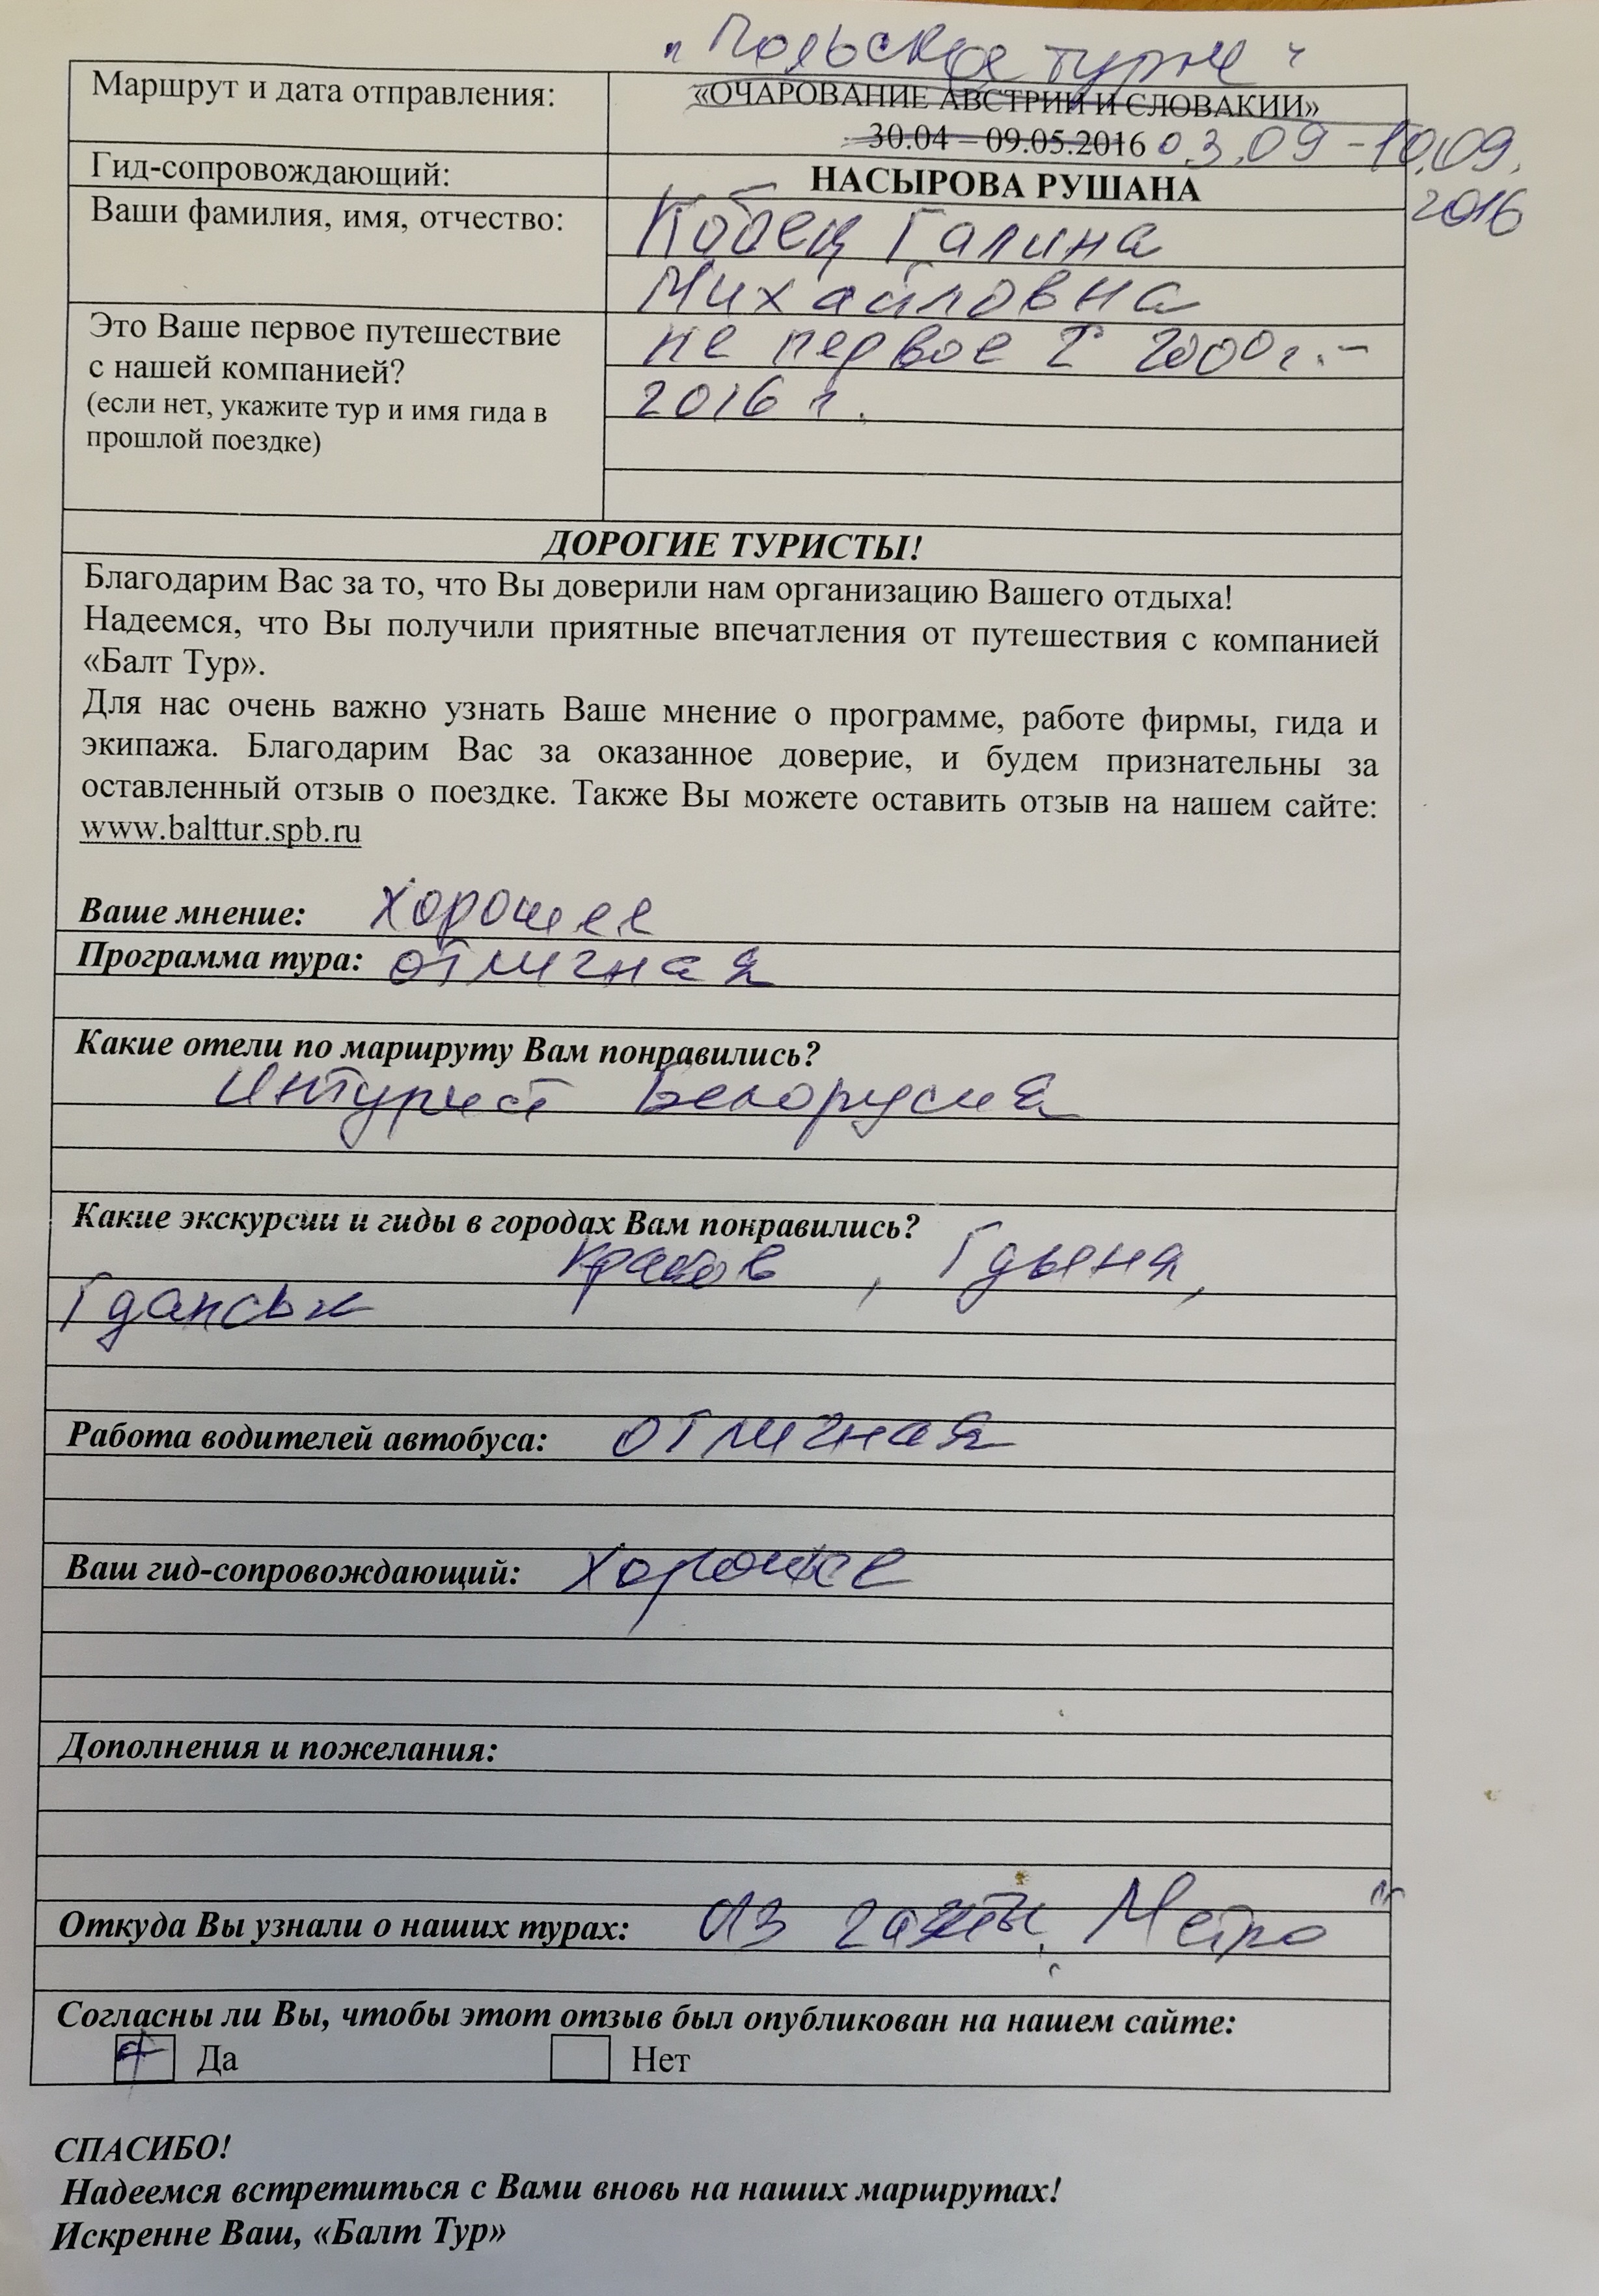 "Польское турне"
Маршрут и дата отправления:
«ОЧАРОВАНИЕ АВСТРИИ И СЛОВАКИИ»
30.04 – 09.05.2016 03.09 - 10.09.
2016
Гид-сопровождающий:
НАСЫРОВА РУШАНА
Ваши фамилия, имя, отчество:
Кобец Галина
Михайловна
Это Ваше первое путешествие
с нашей компанией?
(если нет, укажите тур и имя гида в
прошлой поездке)
не первое с 2000г. -
2016 г.
ДОРОГИЕ ТУРИСТЫ!
Благодарим Вас за то, что Вы доверили нам организацию Вашего отдыха!
Надеемся, что Вы получили приятные впечатления от путешествия с компанией
«Балт Тур».
Для нас очень важно узнать Ваше мнение о программе, работе фирмы, гида и
экипажа. Благодарим Вас за оказанное доверие, и будем признательны за
оставленный отзыв о поездке. Также Вы можете оставить отзыв на нашем сайте:
www.balttur.spb.ru
Ваше мнение: хорошее
Программа тура: отличная
Какие отели по маршруту Вам понравились?
Интурист Белорусия
Какие экскурсии и гиды в городах Вам понравились?
Краков, Гдыня,
Гданськ
Работа водителей автобуса: отличная
Ваш гид-сопровождающий: хорошее
Дополнения и пожелания:
Откуда Вы узнали о наших турах: из газеты "Метро"
Согласны ли Вы, чтобы этот отзыв был опубликован на нашем сайте:
Да Нет
СПАСИБО!
Надеемся встретиться с Вами вновь на наших маршрутах!
Искренне Ваш, «Балт Тур»